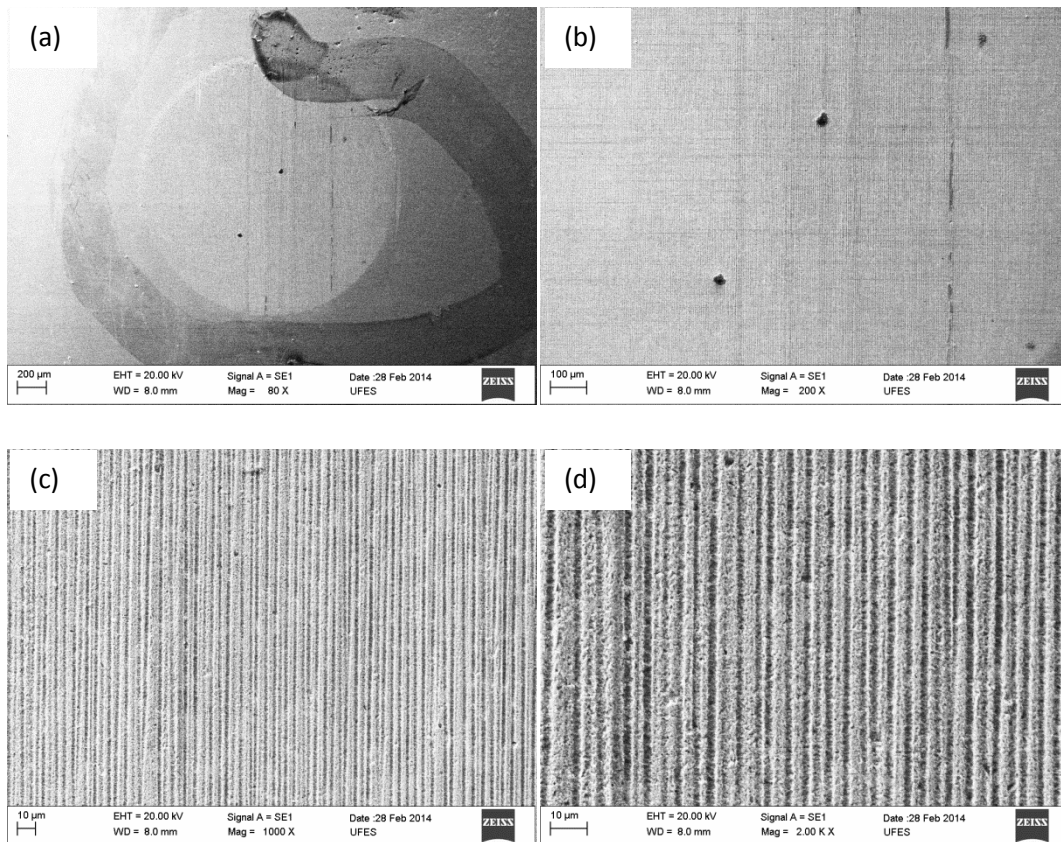 (a)
200 µm
EHT = 20.00 kV Signal A = SE1 Date :28 Feb 2014
WD = 8.0 mm Mag = 80 X UFES
ZEISS
(b)
100 µm
EHT = 20.00 kV Signal A = SE1 Date :28 Feb 2014
WD = 8.0 mm Mag = 200 X UFES
ZEISS
(c)
10 µm
EHT = 20.00 kV Signal A = SE1 Date :28 Feb 2014
WD = 8.0 mm Mag = 1000 X UFES
ZEISS
(d)
10 µm
EHT = 20.00 kV Signal A = SE1 Date :28 Feb 2014
WD = 8.0 mm Mag = 2.00 K X UFES
ZEISS